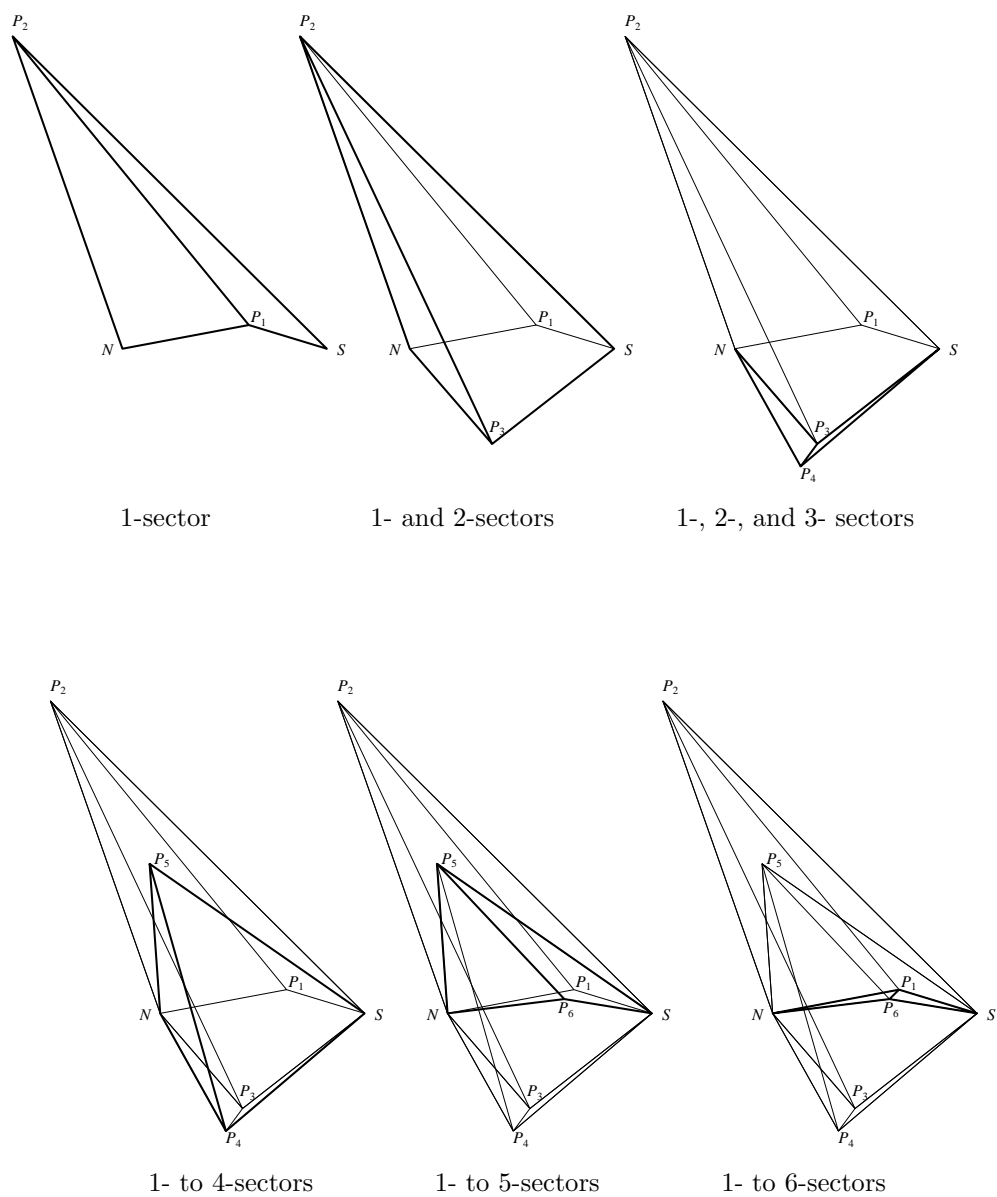 P2 P2 P2
P1 P1 P1
N S N S N S
P3 P3
P4
1-sector 1- and 2-sectors 1-, 2-, and 3- sectors
P2 P2 P2
P5 P5 P5
P1 P1 P1
N S N P6 S N P6 S
P3 P3 P3
P4 P4 P4
1- to 4-sectors 1- to 5-sectors 1- to 6-sectors